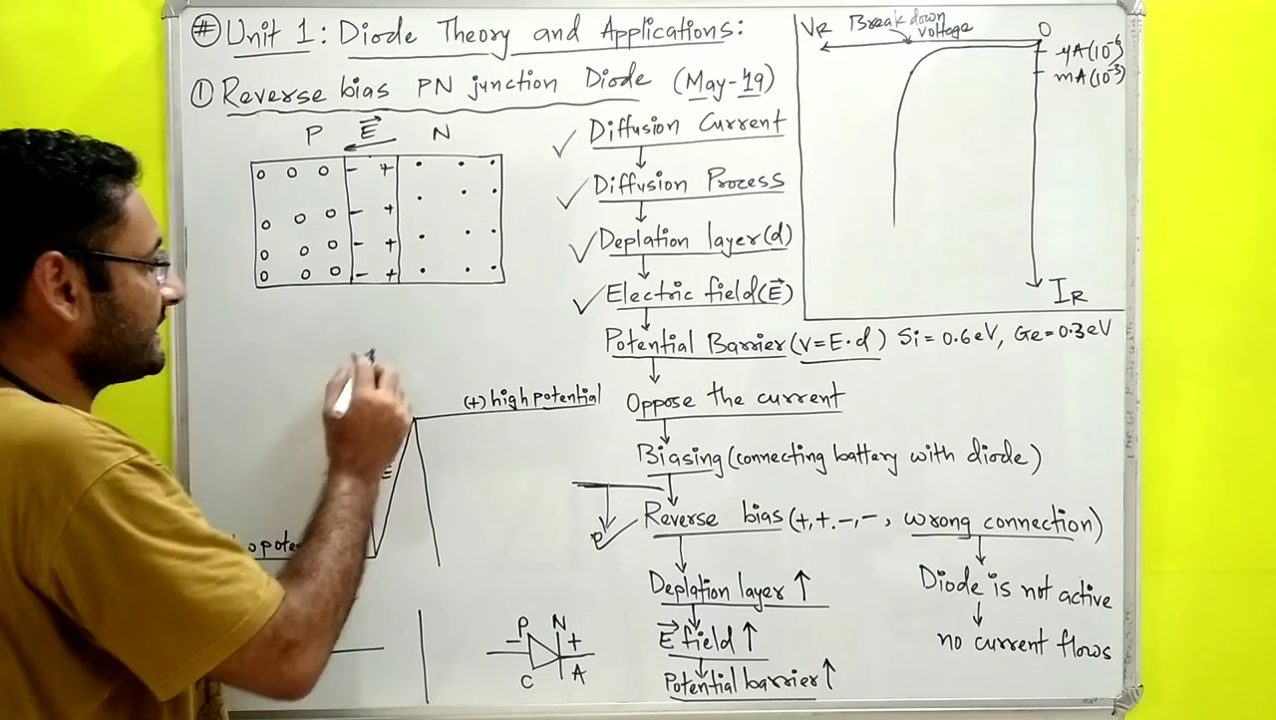 # Unit 1: Diode Theory and Applications:
① Reverse bias PN junction Diode (May-19)
P E N
Diffusion Current
Diffusion Process
Deplation layer(d)
Electric field(E)
Potential Barrier(V=E.d) Si = 0.6eV, Ge=0.3eV
Oppose the current
Biasing(connecting battery with diode)
Reverse bias(+,+.-,-, wrong connection)
Deplation layer↑
E field↑
Potential barrier↑
Diode is not active
no current flows
VR Breakdown voltage O
μA(10⁻⁶)
mA(10⁻³)
IR
(+) high potential
E
P N
- +
C A